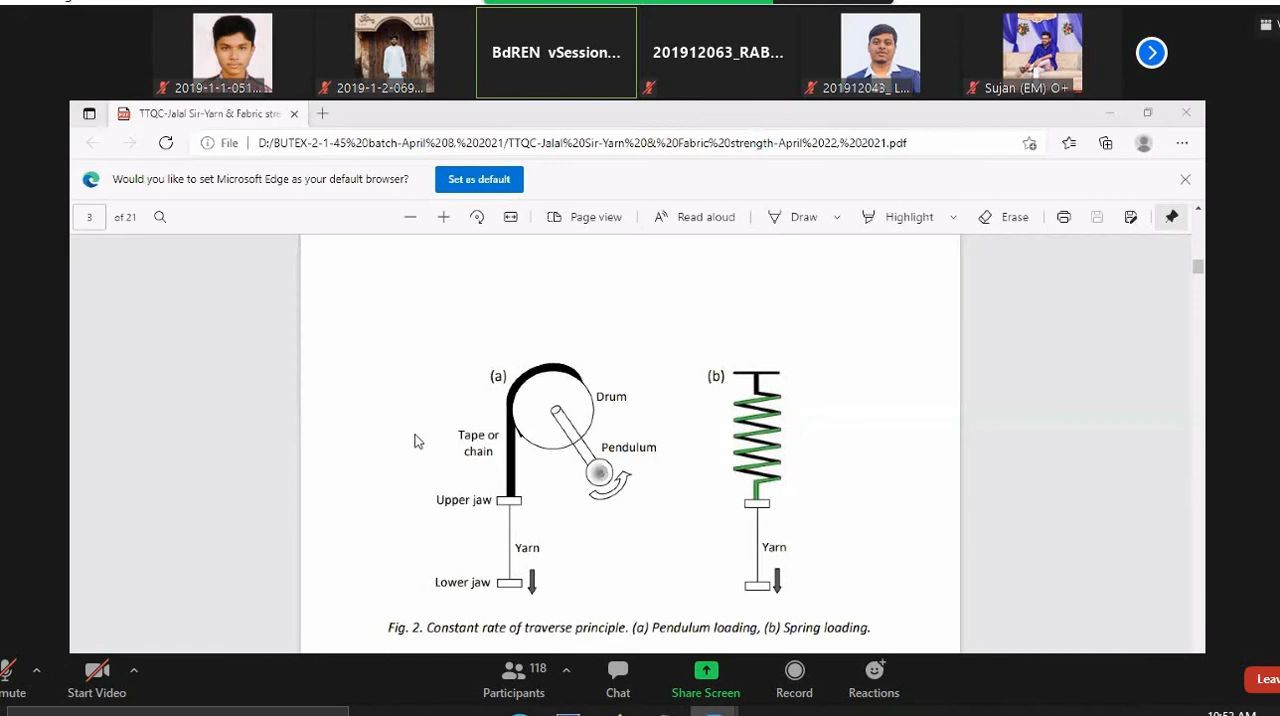 BdREN vSession...
201912063_RAB...
2019-1-1-051...
2019-1-2-069...
201912043_ L...
Sujan (EM) O+
TTQC-Jalal Sir-Yarn & Fabric stre
File
D:/BUTEX-2-1-45%20batch-April%208,%202021/TTQC-Jalal%20Sir-Yarn%20&%20Fabric%20strength-April%2022,%202021.pdf
Would you like to set Microsoft Edge as your default browser?
Set as default
3 of 21
Page view
Read aloud
Draw
Highlight
Erase
(a)
Drum
Tape or
chain
Pendulum
Upper jaw
Yarn
Lower jaw
(b)
Yarn
Fig. 2. Constant rate of traverse principle. (a) Pendulum loading, (b) Spring loading.
118
mute
Start Video
Participants
Chat
Share Screen
Record
Reactions
Leav